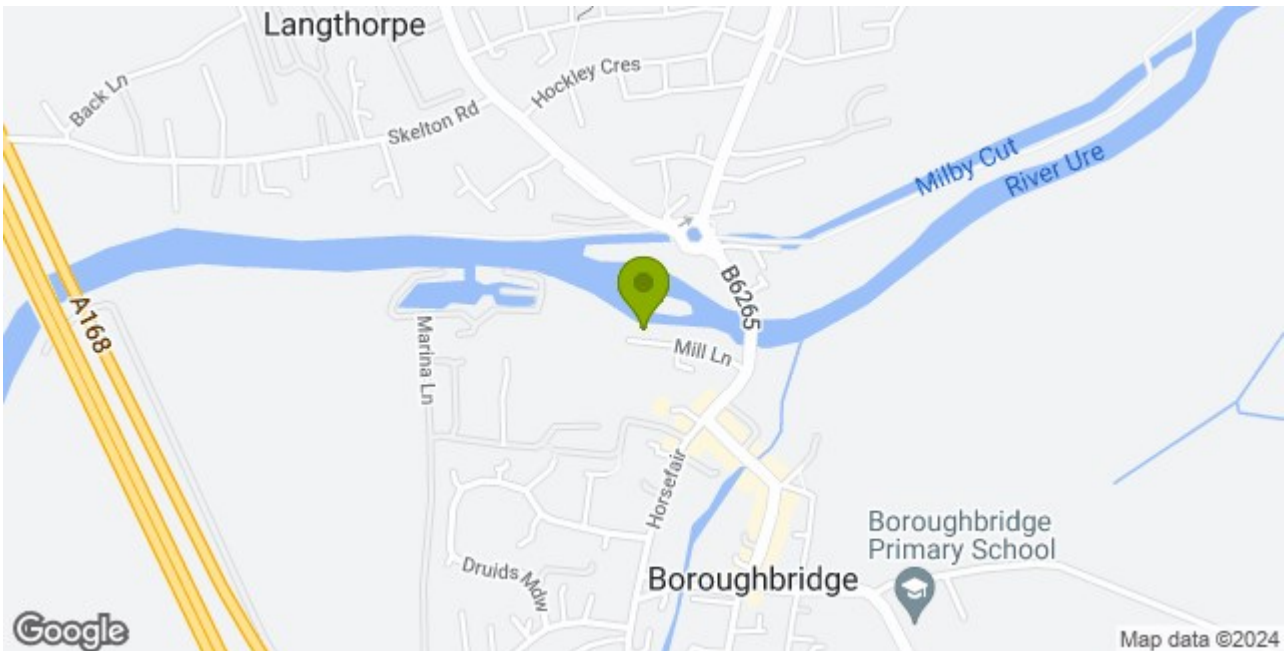 Langthorpe
Back Ln
Hockley Cres
Skelton Rd
Milby Cut
River Ure
B6265
A168
Marina Ln
Mill Ln
Horsefair
Boroughbridge
Primary School
Druids Mdw
Boroughbridge
Google
Map data ©2024